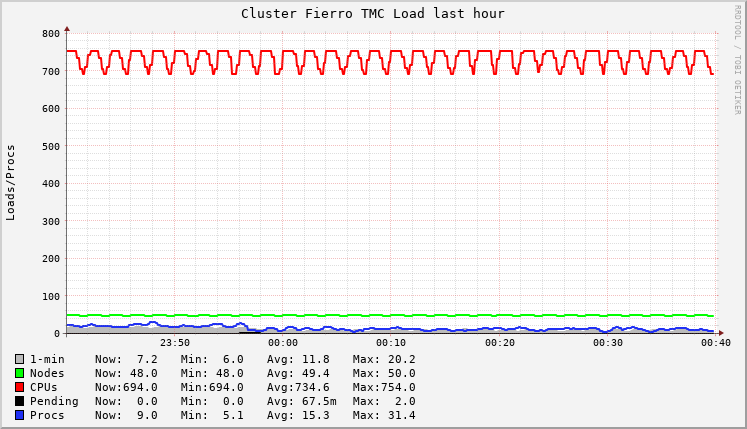 Cluster Fierro TMC Load last hour
RRDTOOL / TOBI OETIKER
Loads/Procs
800
700
600
500
400
300
200
100
0
23:50 00:00 00:10 00:20 00:30 00:40
1-min Now: 7.2 Min: 6.0 Avg: 11.8 Max: 20.2
Nodes Now: 48.0 Min: 48.0 Avg: 49.4 Max: 50.0
CPUs Now:694.0 Min:694.0 Avg:734.6 Max:754.0
Pending Now: 0.0 Min: 0.0 Avg: 67.5m Max: 2.0
Procs Now: 9.0 Min: 5.1 Avg: 15.3 Max: 31.4